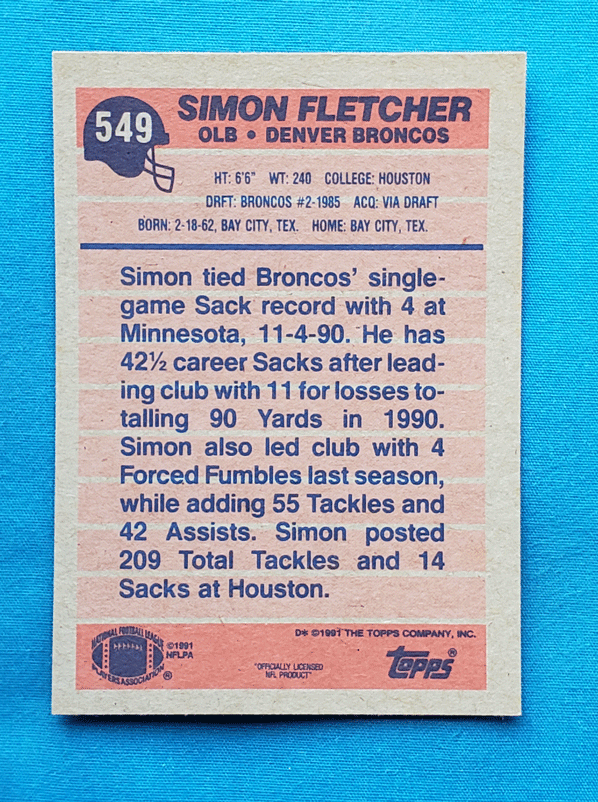 549
SIMON FLETCHER
OLB • DENVER BRONCOS
HT: 6'6" WT: 240 COLLEGE: HOUSTON
DRFT: BRONCOS #2-1985 ACQ: VIA DRAFT
BORN: 2-18-62, BAY CITY, TEX. HOME: BAY CITY, TEX.
Simon tied Broncos' single-
game Sack record with 4 at
Minnesota, 11-4-90. He has
42½ career Sacks after lead-
ing club with 11 for losses to-
talling 90 Yards in 1990.
Simon also led club with 4
Forced Fumbles last season,
while adding 55 Tackles and
42 Assists. Simon posted
209 Total Tackles and 14
Sacks at Houston.
D* ©1991 THE TOPPS COMPANY, INC.
NATIONAL FOOTBALL LEAGUE
PLAYERS ASSOCIATION ®
©1991
NFLPA
"OFFICIALLY LICENSED
NFL PRODUCT"
TOPPS®